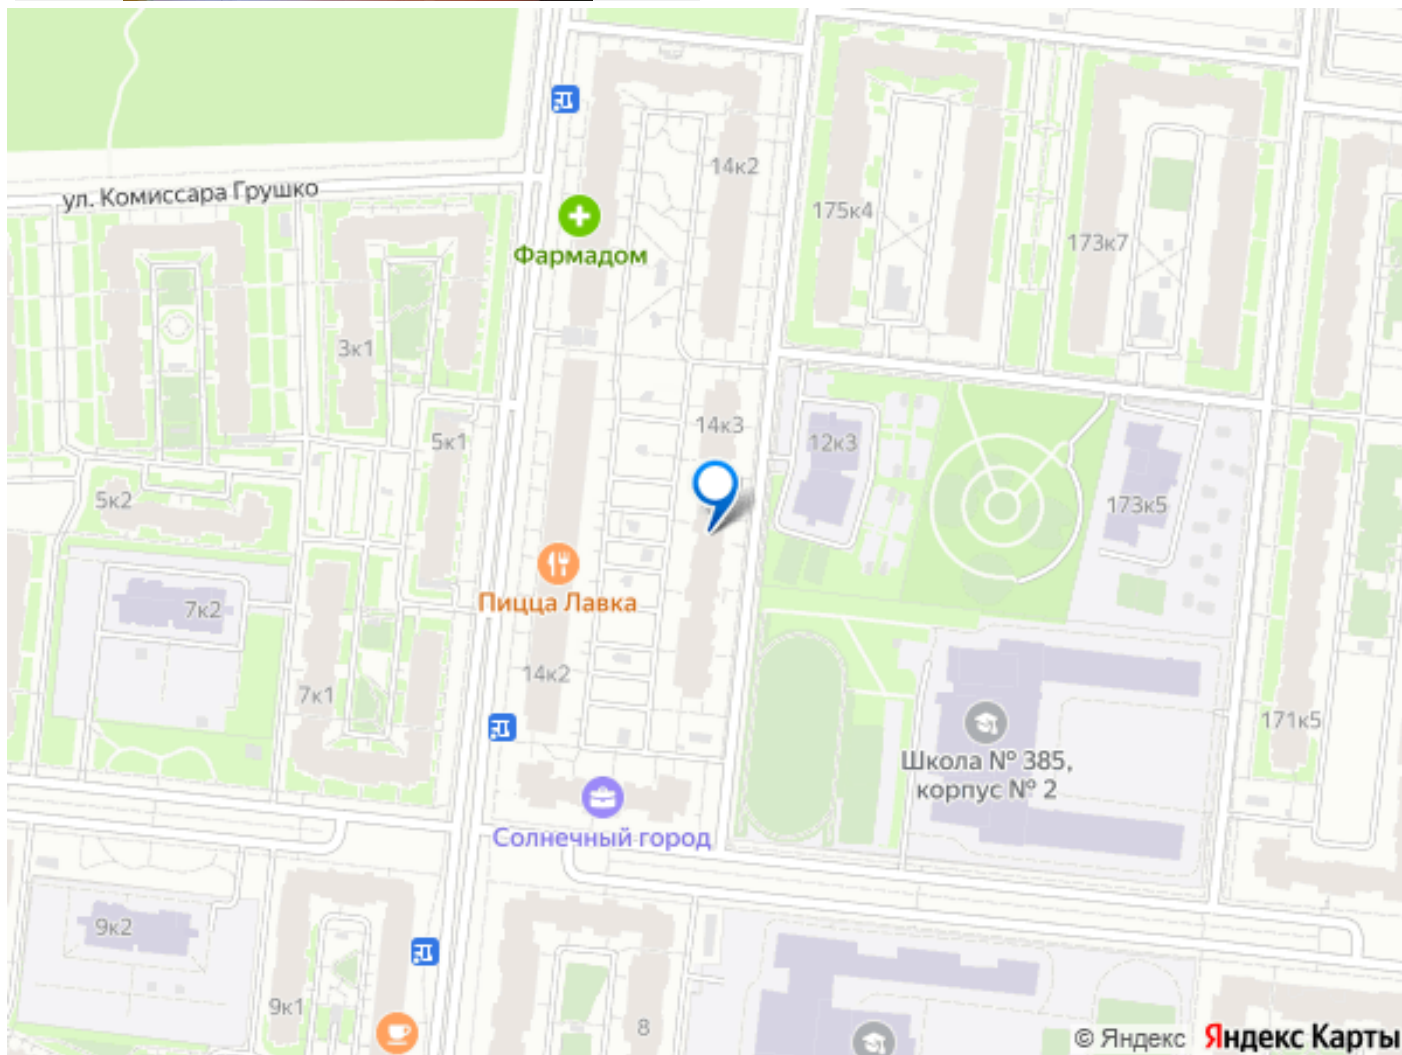 14к2
ул. Комиссара Грушко
175к4
173к7
Фармадом
3к1
14к3
5к1
12к3
5к2
173к5
Пицца Лавка
7к2
14к2
7к1
171к5
Школа № 385,
корпус № 2
Солнечный город
9к2
9к1
8
© Яндекс Яндекс Карты